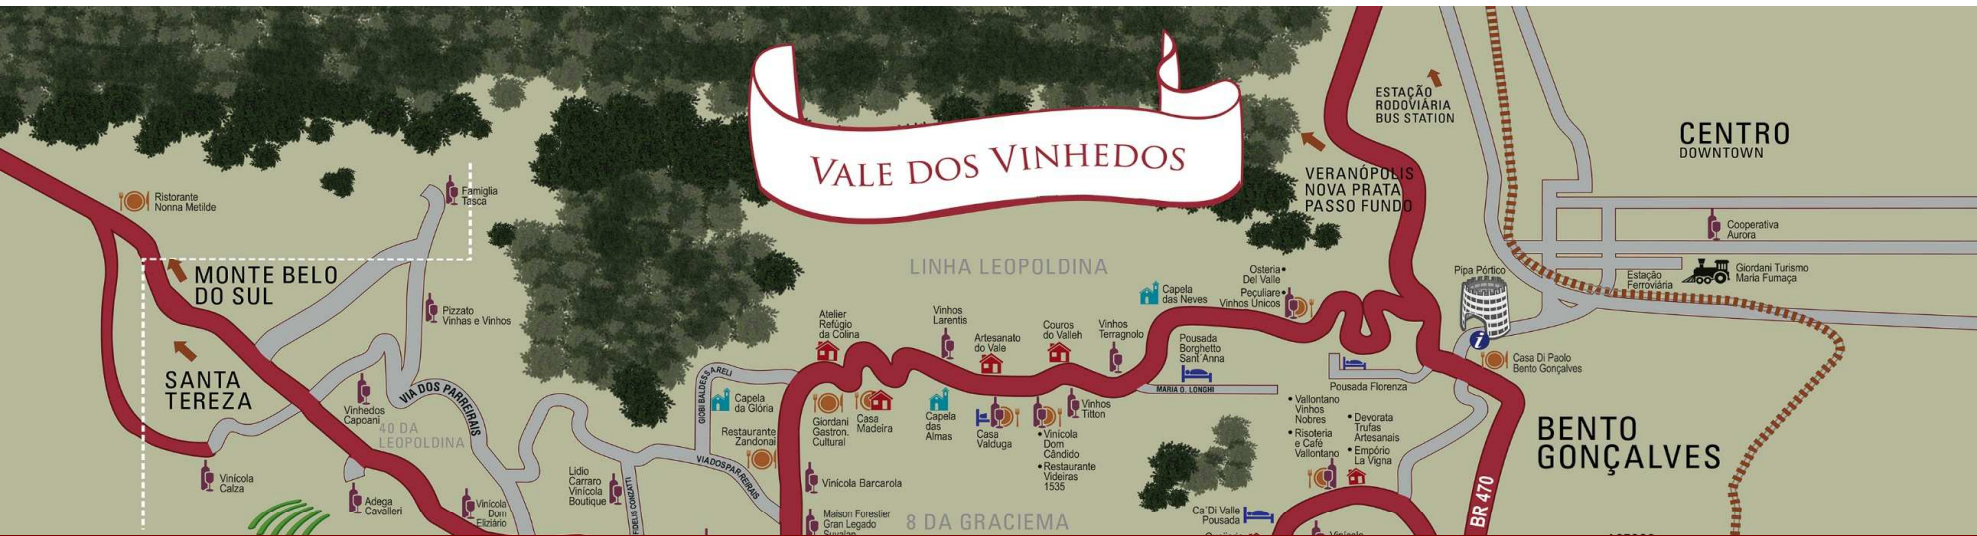 VALE DOS VINHEDOS
ESTAÇÃO
RODOVIÁRIA
BUS STATION
CENTRO
DOWNTOWN
VERANÓPOLIS
NOVA PRATA
PASSO FUNDO
Ristorante
Nonna Metilde
Famiglia
Tasca
Cooperativa
Aurora
MONTE BELO
DO SUL
LINHA LEOPOLDINA
Osteria
Del Valle
Peculiare
Vinhos Únicos
Capela
das Neves
Pipa Pórtico
Estação
Ferroviária
Giordani Turismo
Maria Fumaça
Pizzato
Vinhas e Vinhos
Atelier
Refúgio
da Colina
Vinhos
Larentis
Artesanato
do Vale
Couros
do Valleh
Vinhos
Terragnolo
Pousada
Borghetto
Sant'Anna
i
Casa Di Paolo
Bento Gonçalves
Pousada Florenza
MARIA G. LONGHI
SANTA
TEREZA
VIA DOS PARREIRAIS
Vinhedos
Capoani
40 DA
LEOPOLDINA
Capela
da Glória
Restaurante
Zandonai
VIA DOS PARREIRAIS
Giordani
Gastron.
Cultural
Casa
Madeira
Capela
das
Almas
Casa
Valduga
Vinícola
Dom
Cândido
Restaurante
Videiras
1535
Vinhos
Titton
Vallontano
Vinhos
Nobres
Risoteria
e Café
Vallontano
Devorata
Trufas
Artesanais
Empório
La Vigna
BENTO
GONÇALVES
BR 470
Vinícola
Calza
Adega
Cavalleri
Vinícola
Dom
Eliziário
Lidio
Carraro
Vinícola
Boutique
FIDELIS CONZATTI
Vinícola Barcarola
Maison Forestier
Gran Legado
8 DA GRACIEMA
Ca'Di Valle
Pousada